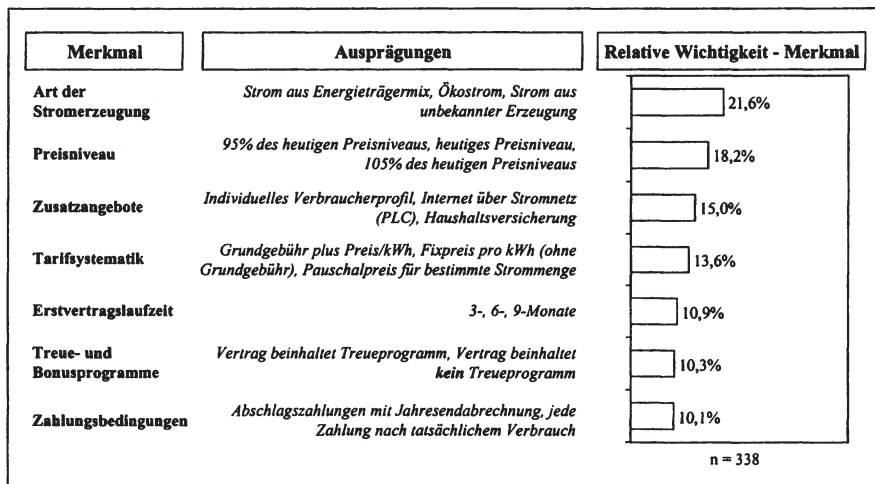 Merkmal
Ausprägungen
Relative Wichtigkeit - Merkmal
Art der
Stromerzeugung
Strom aus Energieträgermix, Ökostrom, Strom aus
unbekannter Erzeugung
21,6%
Preisniveau
95% des heutigen Preisniveaus, heutiges Preisniveau,
105% des heutigen Preisniveaus
18,2%
Zusatzangebote
Individuelles Verbraucherprofil, Internet über Stromnetz
(PLC), Haushaltsversicherung
15,0%
Tarifsystematik
Grundgebühr plus Preis/kWh, Fixpreis pro kWh (ohne
Grundgebühr), Pauschalpreis für bestimmte Strommenge
13,6%
Erstvertragslaufzeit
3-, 6-, 9-Monate
10,9%
Treue- und
Bonusprogramme
Vertrag beinhaltet Treueprogramm, Vertrag beinhaltet
kein Treueprogramm
10,3%
Zahlungsbedingungen
Abschlagszahlungen mit Jahresendabrechnung, jede
Zahlung nach tatsächlichem Verbrauch
10,1%
n = 338